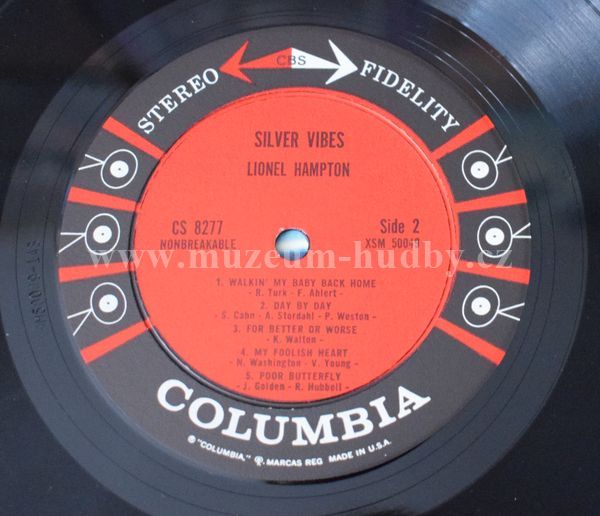 CBS
STEREO FIDELITY
SILVER VIBES
LIONEL HAMPTON
CS 8277 Side 2
NONBREAKABLE XSM 50049
www.muzeum-hudby.cz
1. WALKIN' MY BABY BACK HOME
- R. Turk - F. Ahlert -
2. DAY BY DAY
- S. Cahn - A. Stordahl - P. Weston -
3. FOR BETTER OR WORSE
- K. Walton -
4. MY FOOLISH HEART
- N. Washington - V. Young -
5. POOR BUTTERFLY
- J. Golden - R. Hubbell -
COLUMBIA
® "COLUMBIA," MARCAS REG MADE IN U.S.A.